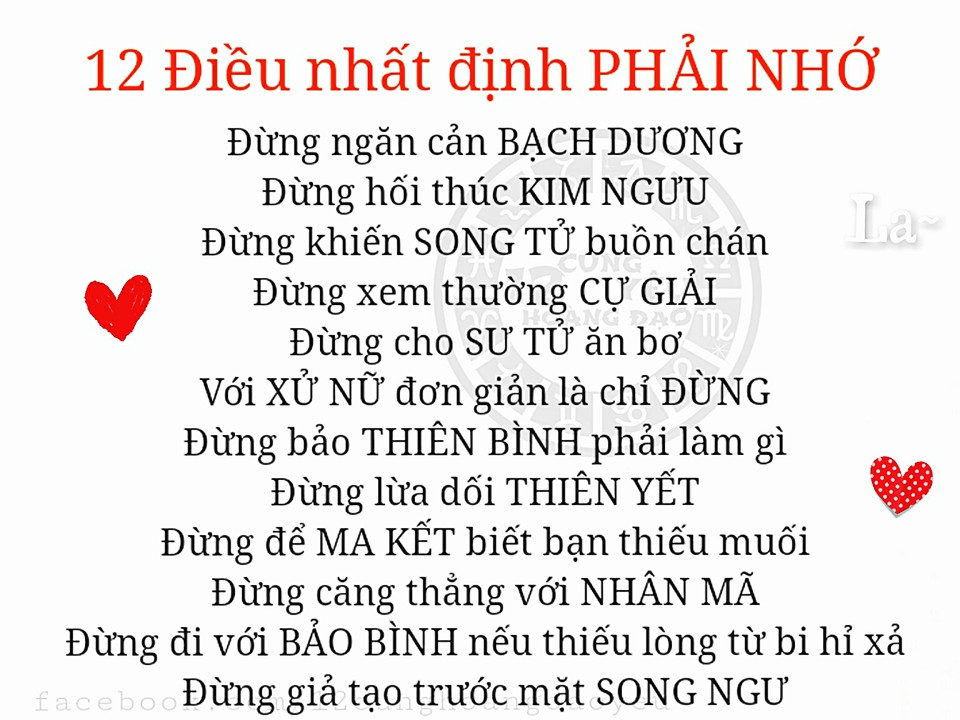 12 Điều nhất định PHẢI NHỚ
Đừng ngăn cản BẠCH DƯƠNG
Đừng hối thúc KIM NGƯU
Đừng khiến SONG TỬ buồn chán
Đừng xem thường CỰ GIẢI
Đừng cho SƯ TỬ ăn bơ
Với XỬ NỮ đơn giản là chỉ ĐỪNG
Đừng bảo THIÊN BÌNH phải làm gì
Đừng lừa dối THIÊN YẾT
Đừng để MA KẾT biết bạn thiếu muối
Đừng căng thẳng với NHÂN MÃ
Đừng đi với BẢO BÌNH nếu thiếu lòng từ bi hỉ xả
Đừng giả tạo trước mặt SONG NGƯ
La~
CUNG
HOÀNG ĐẠO